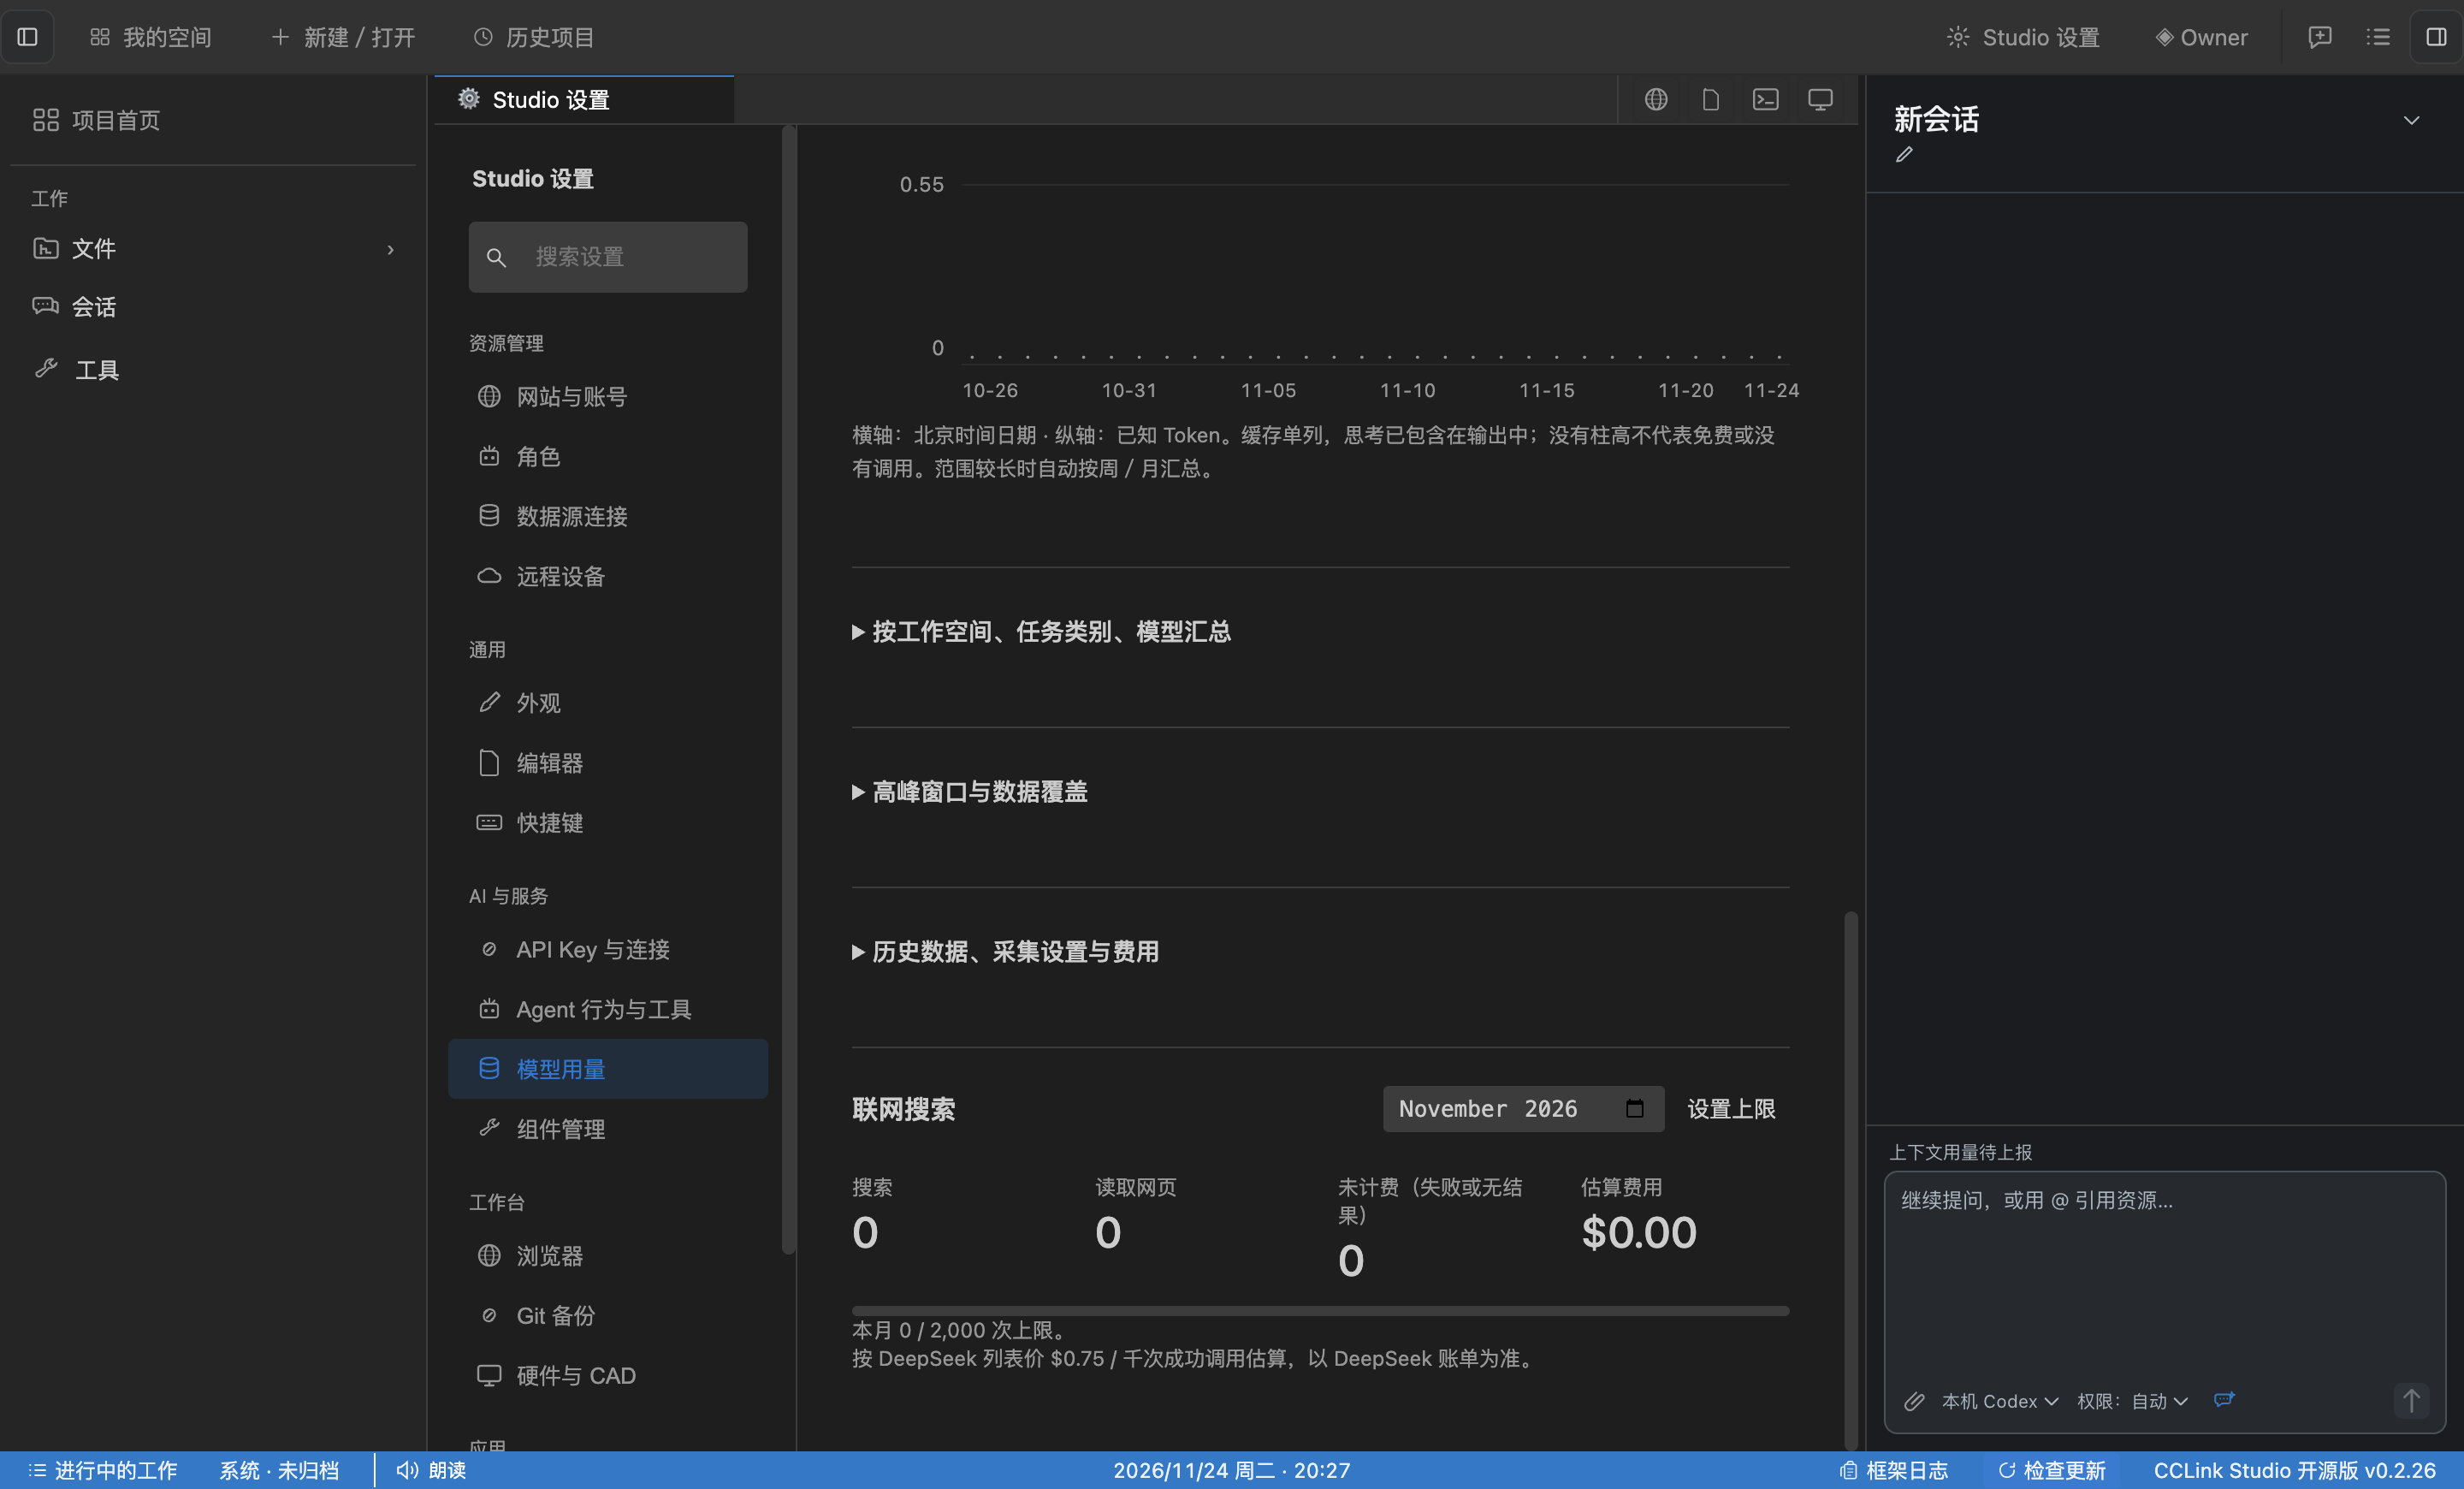 我的空间
新建 / 打开
历史项目
Studio 设置
Owner
项目首页
工作
文件
会话
工具
Studio 设置
Studio 设置
搜索设置
资源管理
网站与账号
角色
数据源连接
远程设备
通用
外观
编辑器
快捷键
AI 与服务
API Key 与连接
Agent 行为与工具
模型用量
组件管理
工作台
浏览器
Git 备份
硬件与 CAD
应用
0.55
0
10-26 10-31 11-05 11-10 11-15 11-20 11-24
横轴：北京时间日期 · 纵轴：已知 Token。缓存单列，思考已包含在输出中；没有柱高不代表免费或没
有调用。范围较长时自动按周 / 月汇总。
按工作空间、任务类别、模型汇总
高峰窗口与数据覆盖
历史数据、采集设置与费用
联网搜索
November 2026
设置上限
搜索
0
读取网页
0
未计费（失败或无结
果）
0
估算费用
$0.00
本月 0 / 2,000 次上限。
按 DeepSeek 列表价 $0.75 / 千次成功调用估算，以 DeepSeek 账单为准。
新会话
上下文用量待上报
继续提问，或用 @ 引用资源...
本机 Codex
权限：自动
进行中的工作
系统 · 未归档
朗读
2026/11/24 周二 · 20:27
框架日志
检查更新
CCLink Studio 开源版 v0.2.26